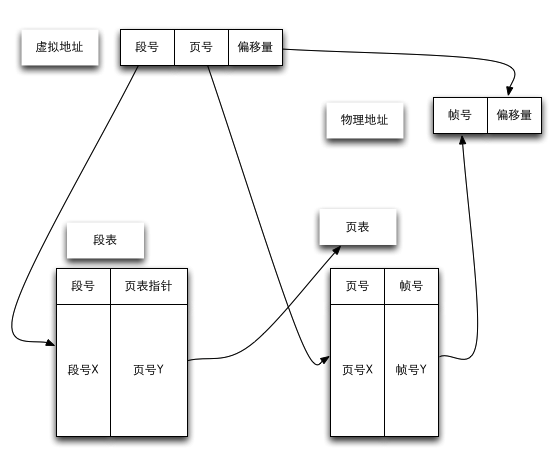 虚拟地址
段号 页号 偏移量
物理地址
帧号 偏移量
段表
段号 页表指针
段号X 页号Y
页表
页号 帧号
页号X 帧号Y